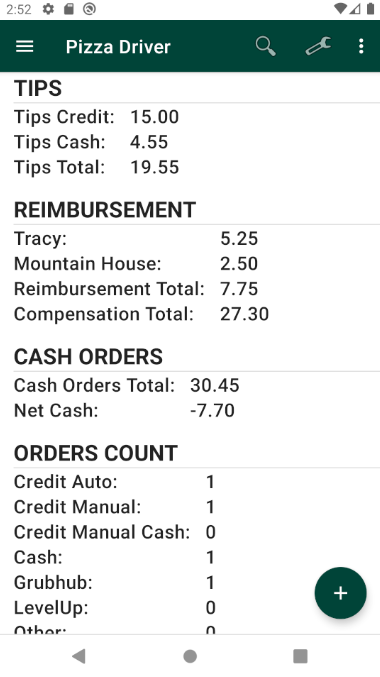 2:52
Pizza Driver
TIPS
Tips Credit: 15.00
Tips Cash: 4.55
Tips Total: 19.55
REIMBURSEMENT
Tracy: 5.25
Mountain House: 2.50
Reimbursement Total: 7.75
Compensation Total: 27.30
CASH ORDERS
Cash Orders Total: 30.45
Net Cash: -7.70
ORDERS COUNT
Credit Auto: 1
Credit Manual: 1
Credit Manual Cash: 0
Cash: 1
Grubhub: 1
LevelUp: 0
Other: 0
+